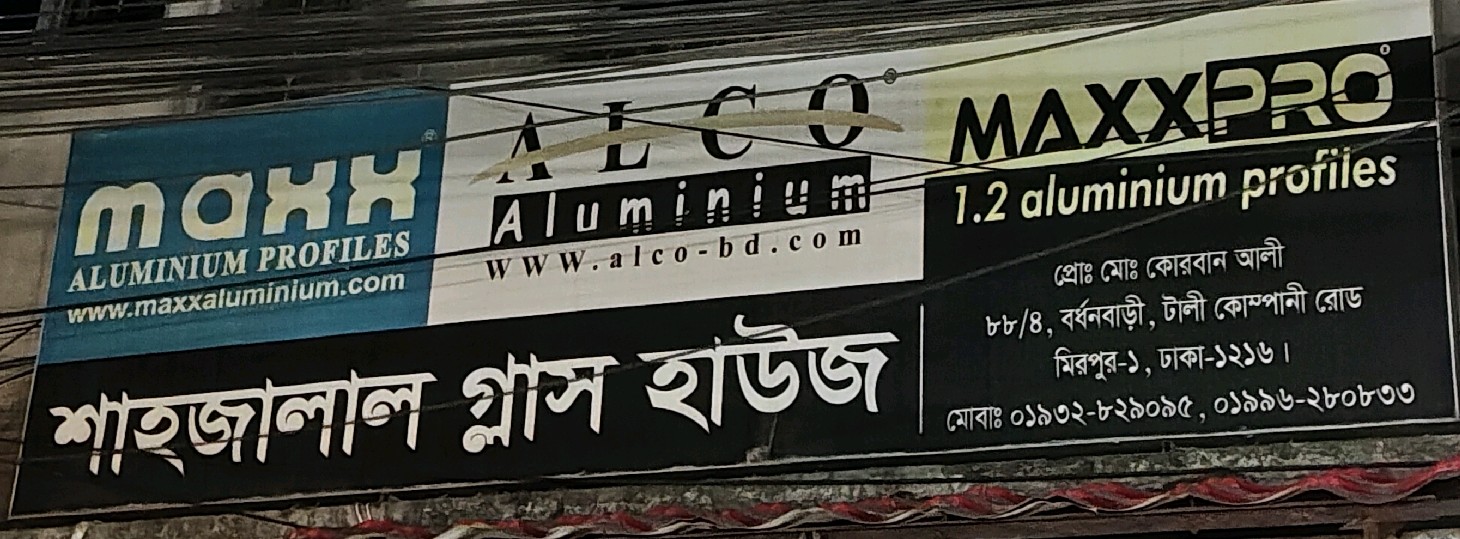 maxx®
ALUMINIUM PROFILES
www.maxxaluminium.com
ALCO®
Aluminium
www.alco-bd.com
MAXXPRO
1.2 aluminium profiles
শাহজালাল গ্লাস হাউজ
প্রোঃ মোঃ কোরবান আলী
৮৮/৪, বর্ধনবাড়ী, টালী কোম্পানী রোড
মিরপুর-১, ঢাকা-১২১৬।
মোবাঃ ০১৯৩২-৮২৯০৯৫, ০১৯৯৬-২৮০৮৩৩